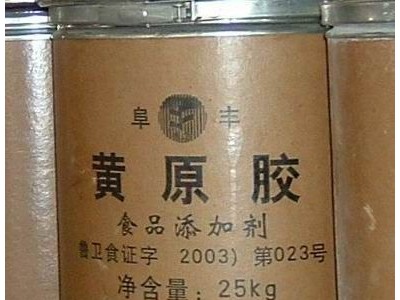 阜 丰
黄原胶
食品添加剂
鲁卫食证字 2003) 第023号
净含量: 25kg